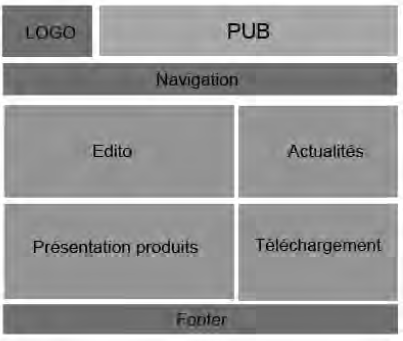 LOGO
PUB
Navigation
Edito
Actualités
Présentation produits
Téléchargement
Footer